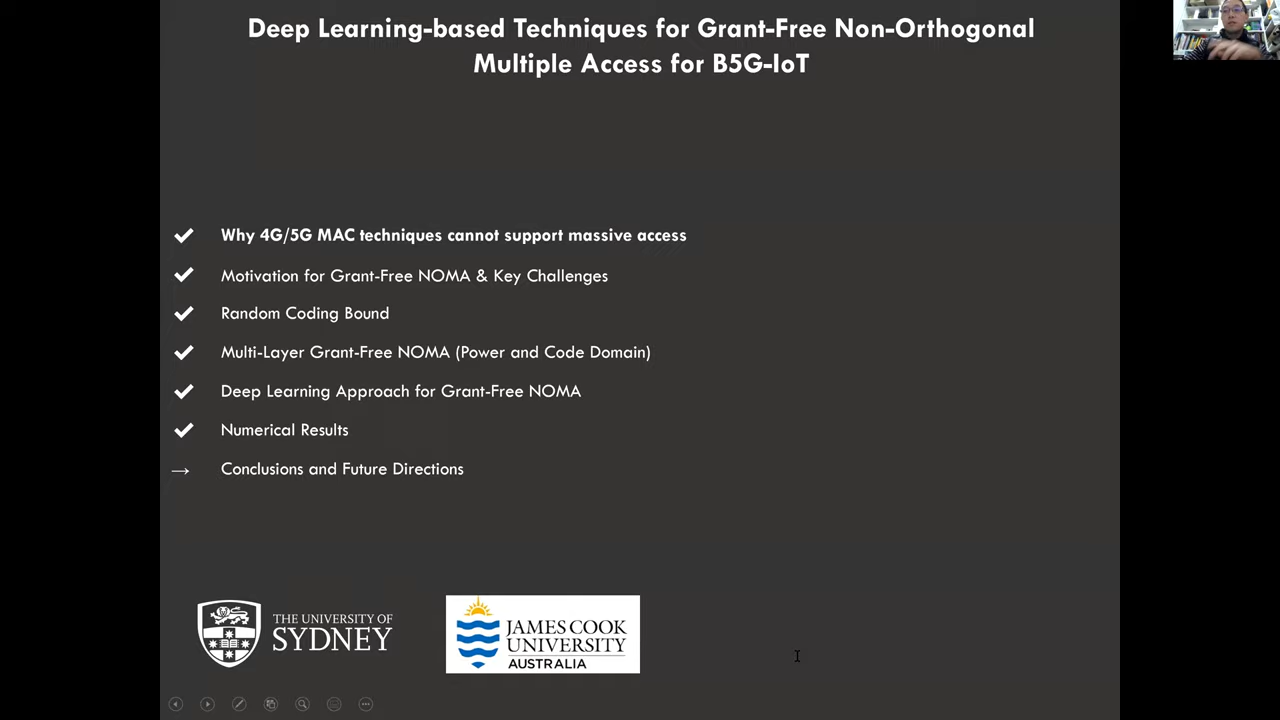 Deep Learning-based Techniques for Grant-Free Non-Orthogonal
Multiple Access for B5G-IoT
Why 4G/5G MAC techniques cannot support massive access
Motivation for Grant-Free NOMA & Key Challenges
Random Coding Bound
Multi-Layer Grant-Free NOMA (Power and Code Domain)
Deep Learning Approach for Grant-Free NOMA
Numerical Results
→ Conclusions and Future Directions
THE UNIVERSITY OF
SYDNEY
JAMES COOK
UNIVERSITY
AUSTRALIA